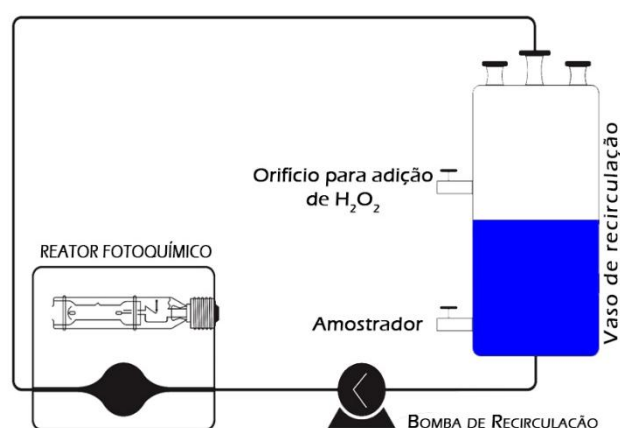 Orifício para adição
de H₂O₂
Vaso de recirculação
REATOR FOTOQUÍMICO
Amostrador
BOMBA DE RECIRCULAÇÃO